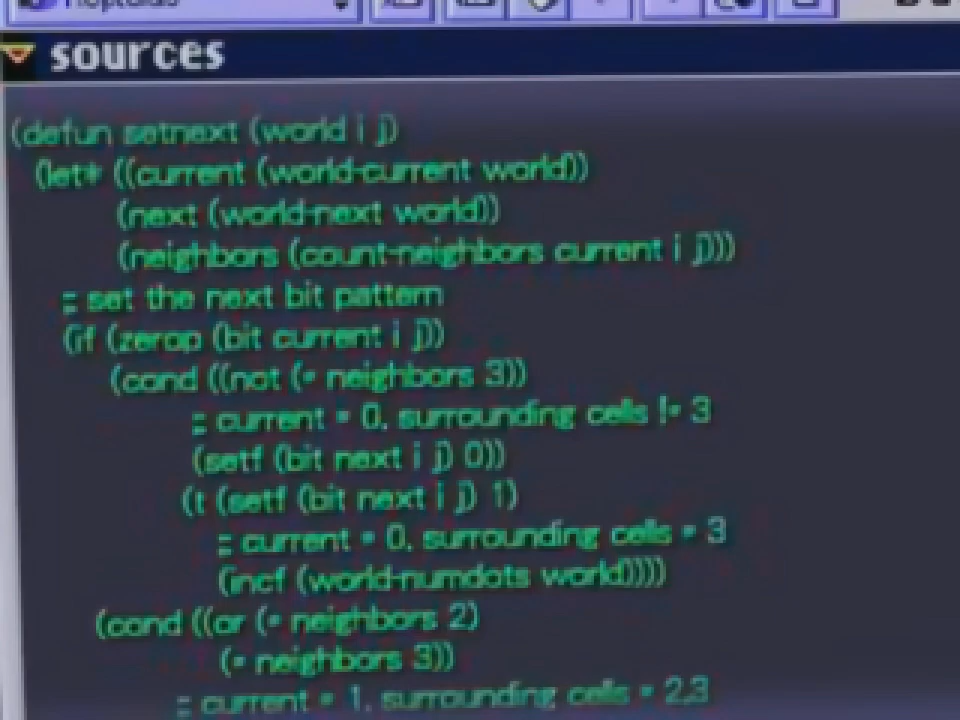 sources
(defun setnext (world i j)
(let* ((current (world-current world))
(next (world-next world))
(neighbors (count-neighbors current i j)))
;; set the next bit pattern
(if (zerop (bit current i j))
(cond ((not (= neighbors 3))
;; current = 0, surrounding cells != 3
(setf (bit next i j) 0))
(t (setf (bit next i j) 1)
;; current = 0, surrounding cells = 3
(incf (world-numdots world))))
(cond ((or (= neighbors 2)
(= neighbors 3))
;; current = 1, surrounding cells = 2,3